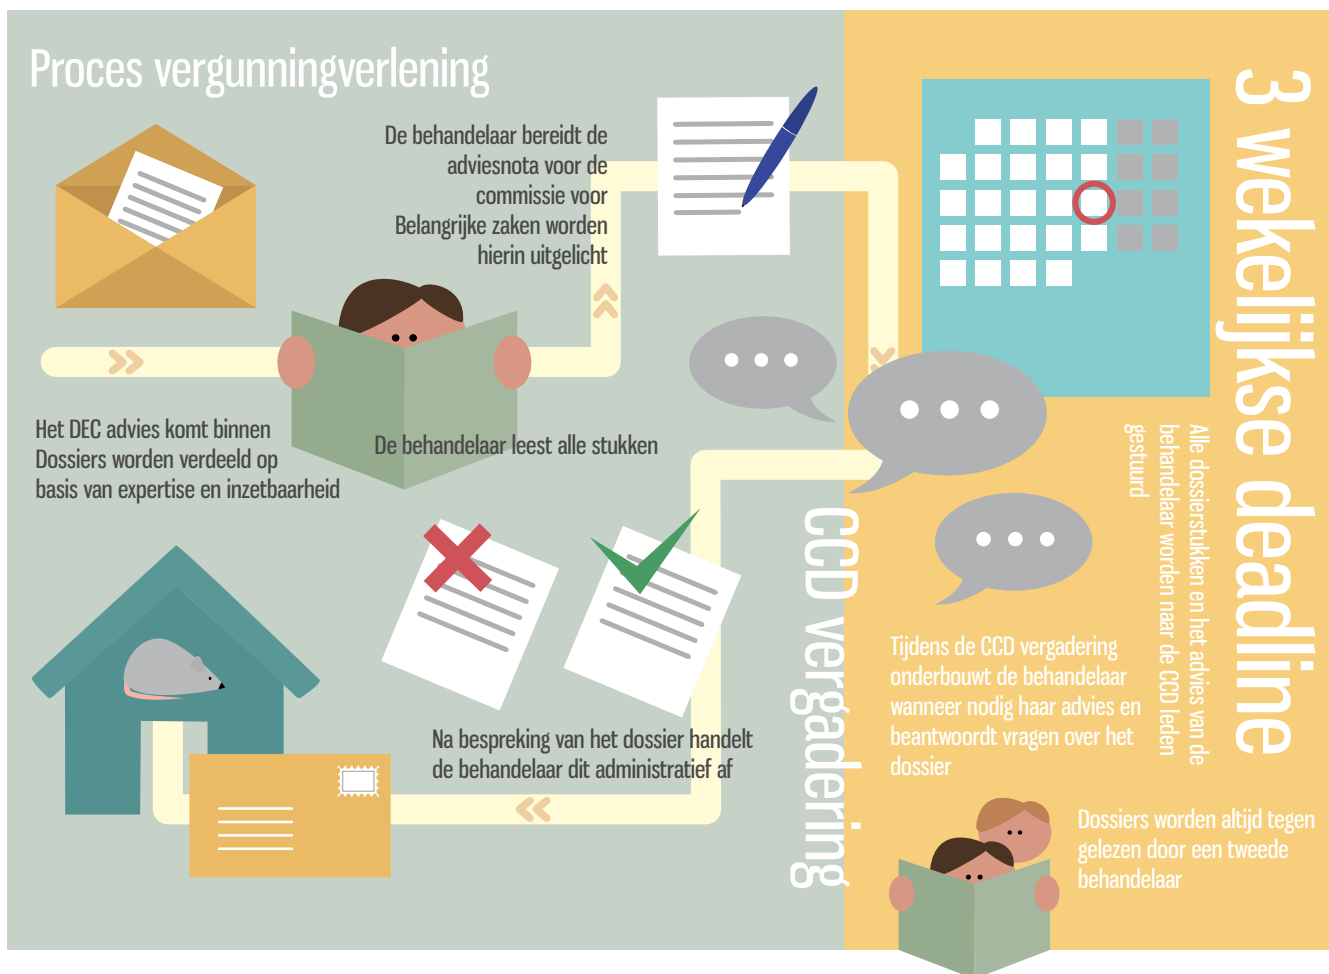 Proces vergunningverlening
De behandelaar bereidt de
adviesnota voor de
commissie voor
Belangrijke zaken worden
hierin uitgelicht
Het DEC advies komt binnen
Dossiers worden verdeeld op
basis van expertise en inzetbaarheid
De behandelaar leest alle stukken
3 wekelijkse deadline
Alle dossierstukken en het advies van de
behandelaar worden naar de CCD leden
gestuurd
CCD vergadering
Tijdens de CCD vergadering
onderbouwt de behandelaar
wanneer nodig haar advies en
beantwoordt vragen over het
dossier
Na bespreking van het dossier handelt
de behandelaar dit administratief af
Dossiers worden altijd tegen
gelezen door een tweede
behandelaar